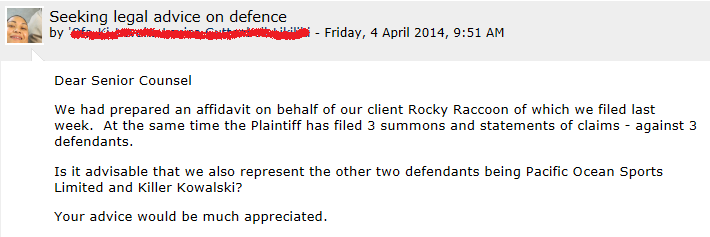 Seeking legal advice on defence
by - Friday, 4 April 2014, 9:51 AM
Dear Senior Counsel
We had prepared an affidavit on behalf of our client Rocky Raccoon of which we filed last
week. At the same time the Plaintiff has filed 3 summons and statements of claims - against 3
defendants.
Is it advisable that we also represent the other two defendants being Pacific Ocean Sports
Limited and Killer Kowalski?
Your advice would be much appreciated.